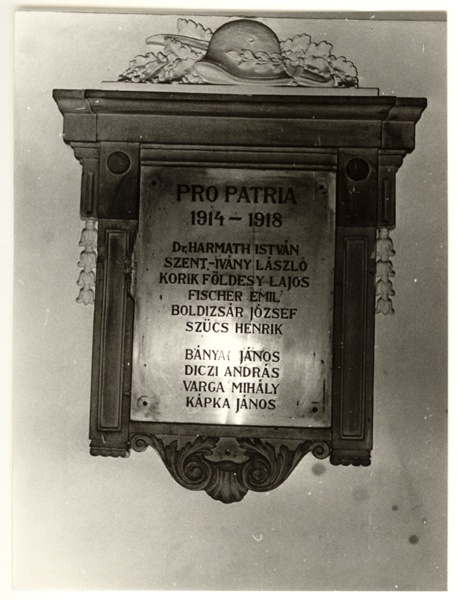 PRO PATRIA
1914 – 1918
Dr. HARMATH ISTVÁN
SZENT-IVÁNY LÁSZLÓ
KORIK FÖLDESY LAJOS
FISCHER EMIL
BOLDIZSÁR JÓZSEF
SZÜCS HENRIK
BÁNYAI JÁNOS
DICZI ANDRÁS
VARGA MIHÁLY
KÁPKA JÁNOS